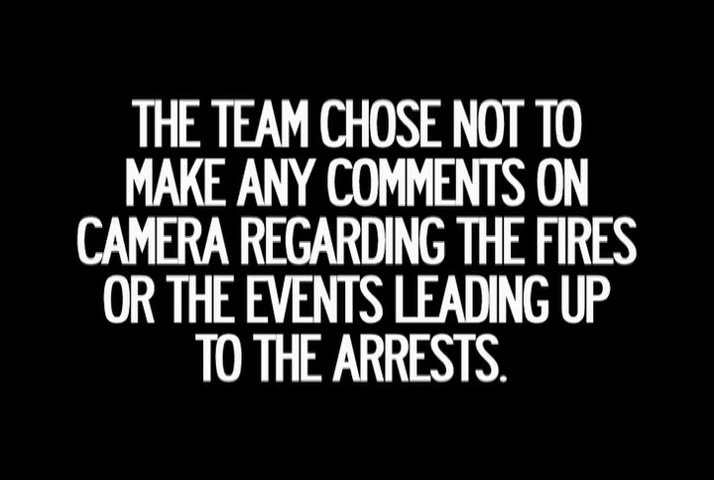 THE TEAM CHOSE NOT TO
MAKE ANY COMMENTS ON
CAMERA REGARDING THE FIRES
OR THE EVENTS LEADING UP
TO THE ARRESTS.